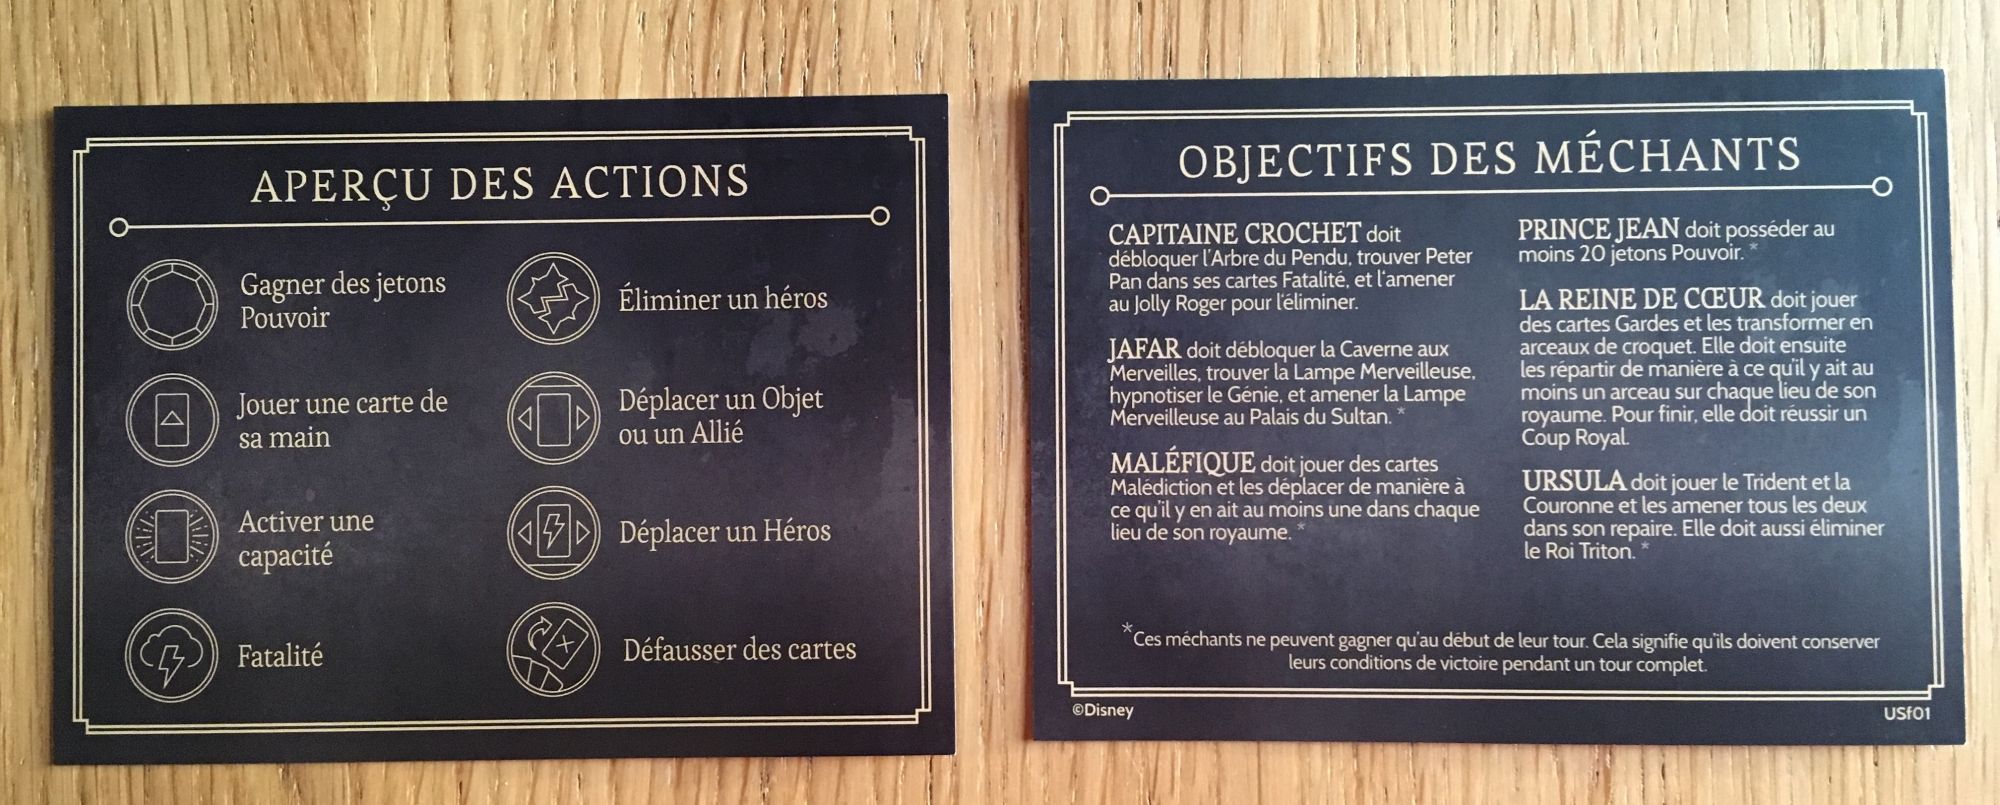 APERÇU DES ACTIONS
Gagner des jetons
Pouvoir
Jouer une carte de
sa main
Activer une
capacité
Fatalité
Éliminer un héros
Déplacer un Objet
ou un Allié
Déplacer un Héros
Défausser des cartes
OBJECTIFS DES MÉCHANTS
CAPITAINE CROCHET doit
débloquer l'Arbre du Pendu, trouver Peter
Pan dans ses cartes Fatalité, et l'amener
au Jolly Roger pour l'éliminer.
JAFAR doit débloquer la Caverne aux
Merveilles, trouver la Lampe Merveilleuse,
hypnotiser le Génie, et amener la Lampe
Merveilleuse au Palais du Sultan. *
MALÉFIQUE doit jouer des cartes
Malédiction et les déplacer de manière à
ce qu'il y en ait au moins une dans chaque
lieu de son royaume. *
PRINCE JEAN doit posséder au
moins 20 jetons Pouvoir. *
LA REINE DE CŒUR doit jouer
des cartes Gardes et les transformer en
arceaux de croquet. Elle doit ensuite
les répartir de manière à ce qu'il y ait au
moins un arceau sur chaque lieu de son
royaume. Pour finir, elle doit réussir un
Coup Royal.
URSULA doit jouer le Trident et la
Couronne et les amener tous les deux
dans son repaire. Elle doit aussi éliminer
le Roi Triton. *
*Ces méchants ne peuvent gagner qu'au début de leur tour. Cela signifie qu'ils doivent conserver
leurs conditions de victoire pendant un tour complet.
©Disney
USf01